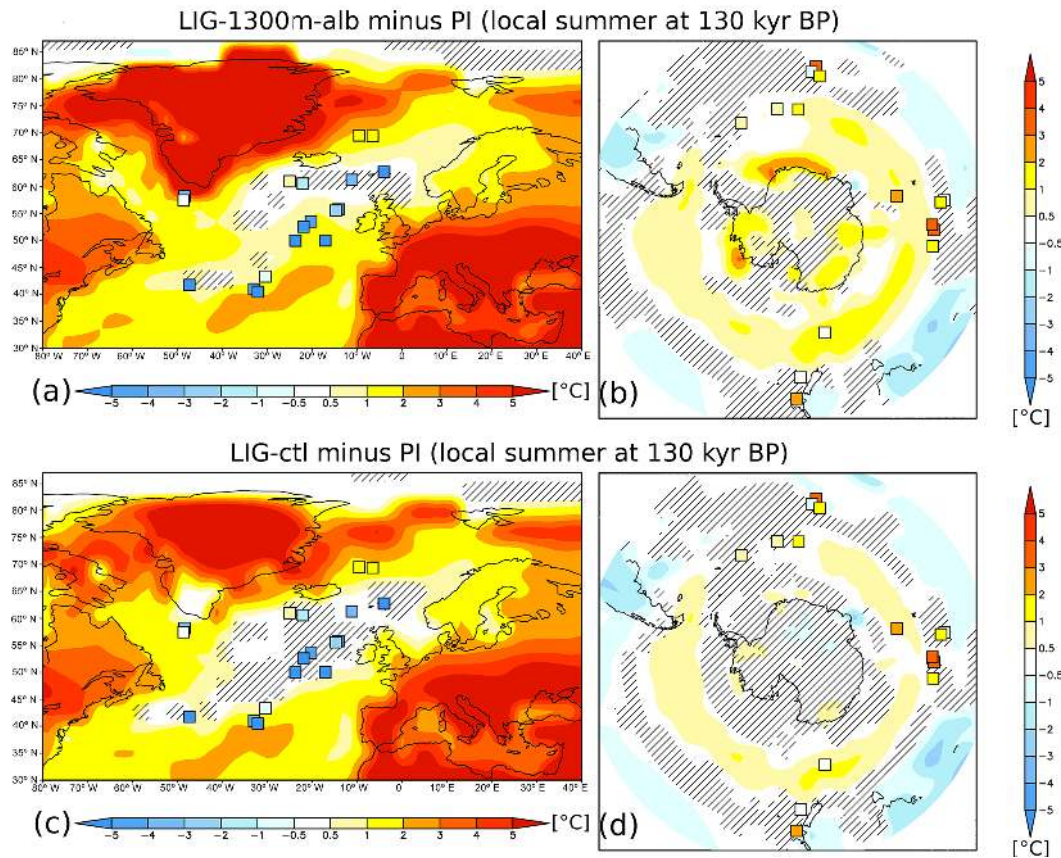 LIG-1300m-alb minus PI (local summer at 130 kyr BP)
85° N
80° N
75° N
70° N
65° N
60° N
55° N
50° N
45° N
40° N
35° N
30° N
80° W 70° W 60° W 50° W 40° W 30° W 20° W 10° W 0° 10° E 20° E 30° E 40° E
(a)
-5 -4 -3 -2 -1 -0.5 0.5 1 2 3 4 5
[°C]
(b)
5
4
3
2
1
0.5
-0.5
-1
-2
-3
-4
-5
[°C]
LIG-ctl minus PI (local summer at 130 kyr BP)
85° N
80° N
75° N
70° N
65° N
60° N
55° N
50° N
45° N
40° N
35° N
30° N
80° W 70° W 60° W 50° W 40° W 30° W 20° W 10° W 0° 10° E 20° E 30° E 40° E
(c)
-5 -4 -3 -2 -1 -0.5 0.5 1 2 3 4 5
[°C]
(d)
5
4
3
2
1
0.5
-0.5
-1
-2
-3
-4
-5
[°C]